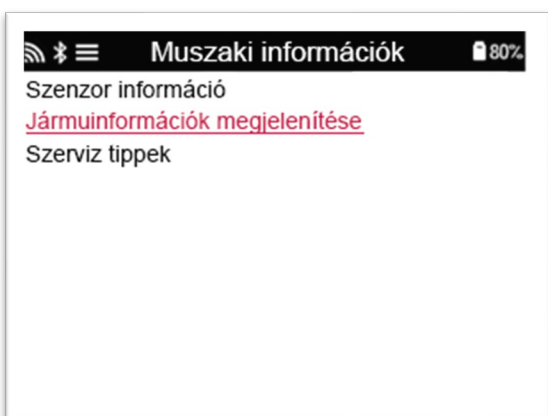 Muszaki információk 80%
Szenzor információ
Jármuinformációk megjelenítése
Szerviz tippek